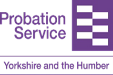 Probation
Service
Yorkshire and the Humber